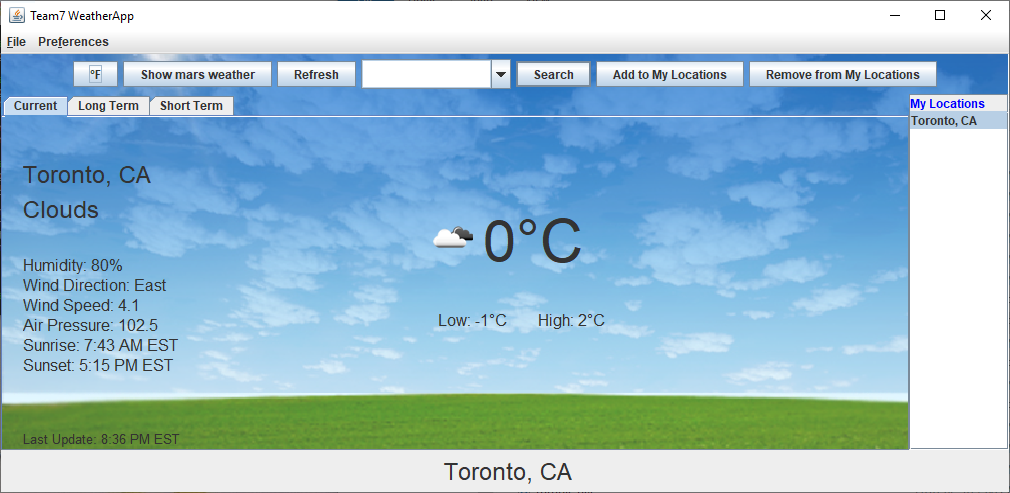 Team7 WeatherApp
File Preferences
°F Show mars weather Refresh Search Add to My Locations Remove from My Locations
Current Long Term Short Term
My Locations
Toronto, CA
Toronto, CA
Clouds
0°C
Humidity: 80%
Wind Direction: East
Wind Speed: 4.1
Air Pressure: 102.5
Sunrise: 7:43 AM EST
Sunset: 5:15 PM EST
Low: -1°C High: 2°C
Last Update: 8:36 PM EST
Toronto, CA